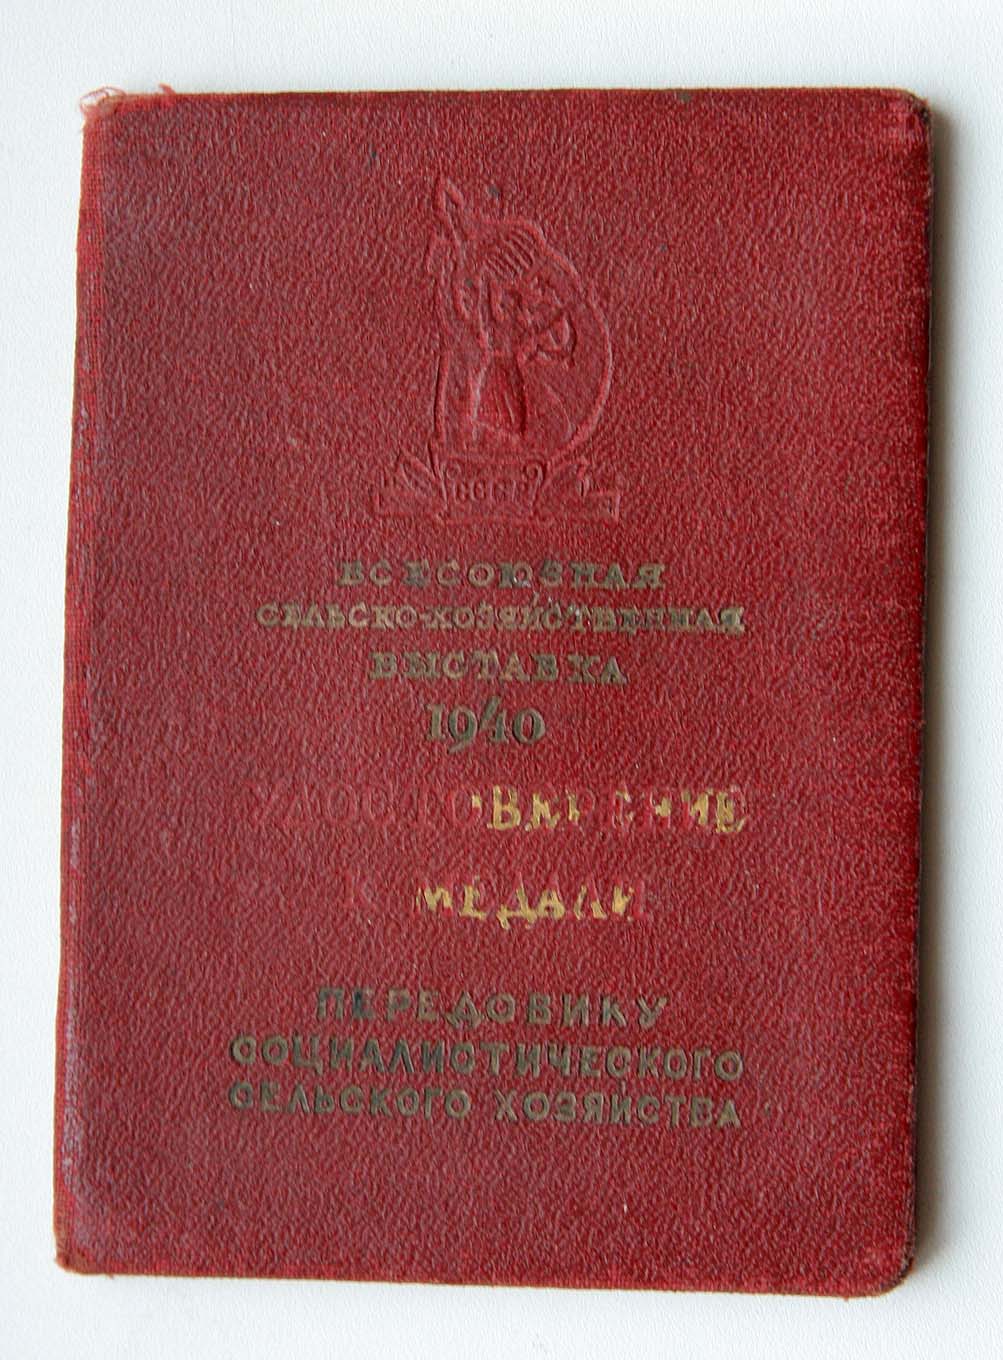 СССР
ВСЕСОЮЗНАЯ
СЕЛЬСКО-ХОЗЯЙСТВЕННАЯ
ВЫСТАВКА
1940
УДОСТОВЕРЕНИЕ
К МЕДАЛИ
ПЕРЕДОВИКУ
СОЦИАЛИСТИЧЕСКОГО
СЕЛЬСКОГО ХОЗЯЙСТВА